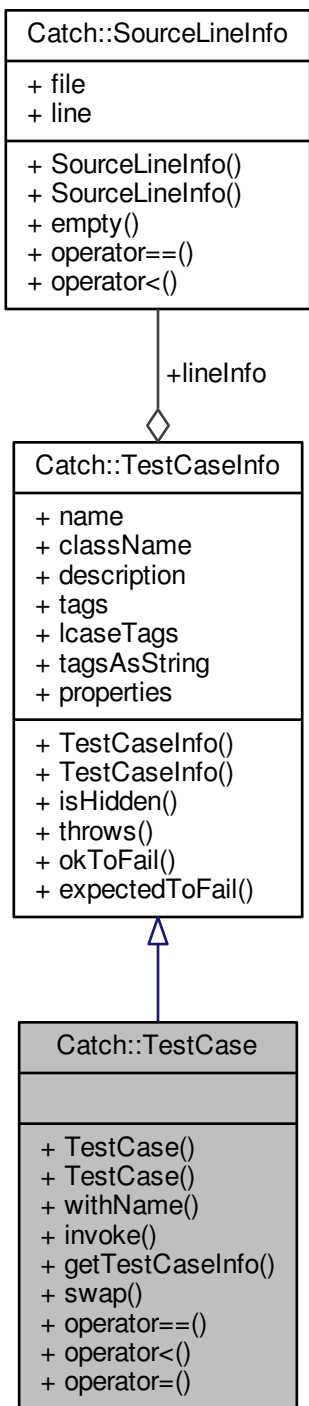 Catch::SourceLineInfo
+ file
+ line
+ SourceLineInfo()
+ SourceLineInfo()
+ empty()
+ operator==()
+ operator<()
+lineInfo
Catch::TestCaseInfo
+ name
+ className
+ description
+ tags
+ lcaseTags
+ tagsAsString
+ properties
+ TestCaseInfo()
+ TestCaseInfo()
+ isHidden()
+ throws()
+ okToFail()
+ expectedToFail()
Catch::TestCase
+ TestCase()
+ TestCase()
+ withName()
+ invoke()
+ getTestCaseInfo()
+ swap()
+ operator==()
+ operator<()
+ operator=()